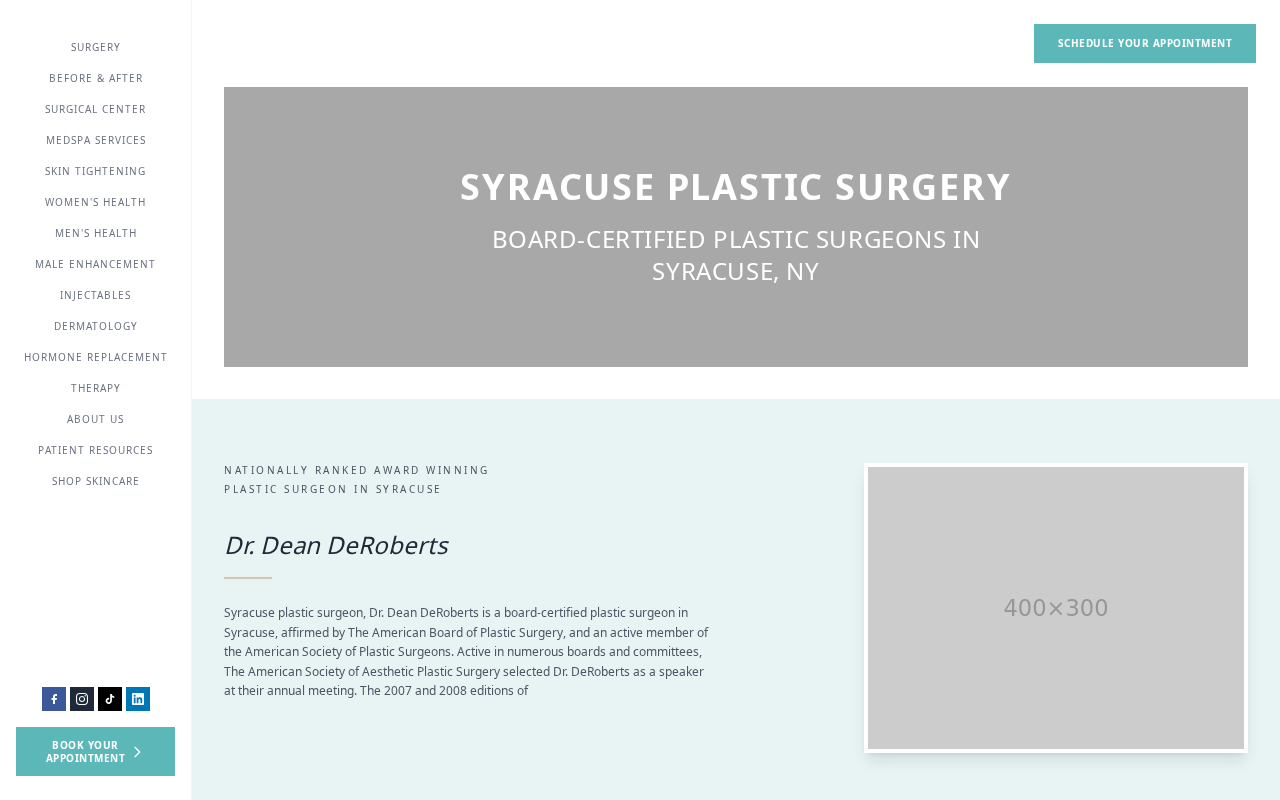 SURGERY
BEFORE & AFTER
SURGICAL CENTER
MEDSPA SERVICES
SKIN TIGHTENING
WOMEN'S HEALTH
MEN'S HEALTH
MALE ENHANCEMENT
INJECTABLES
DERMATOLOGY
HORMONE REPLACEMENT
THERAPY
ABOUT US
PATIENT RESOURCES
SHOP SKINCARE
BOOK YOUR
APPOINTMENT
SCHEDULE YOUR APPOINTMENT
SYRACUSE PLASTIC SURGERY
BOARD-CERTIFIED PLASTIC SURGEONS IN
SYRACUSE, NY
NATIONALLY RANKED AWARD WINNING
PLASTIC SURGEON IN SYRACUSE
Dr. Dean DeRoberts
Syracuse plastic surgeon, Dr. Dean DeRoberts is a board-certified plastic surgeon in
Syracuse, affirmed by The American Board of Plastic Surgery, and an active member of
the American Society of Plastic Surgeons. Active in numerous boards and committees,
The American Society of Aesthetic Plastic Surgery selected Dr. DeRoberts as a speaker
at their annual meeting. The 2007 and 2008 editions of
400×300